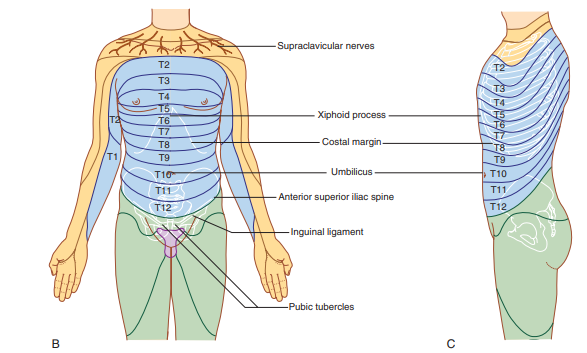 Supraclavicular nerves
T2
T3
T4
T5
T6
T7
T8
T9
T10
T11
T12
T2
T1
Xiphoid process
Costal margin
Umbilicus
Anterior superior iliac spine
Inguinal ligament
Pubic tubercles
B
T2
T3
T4
T5
T6
T7
T8
T9
T10
T11
T12
C